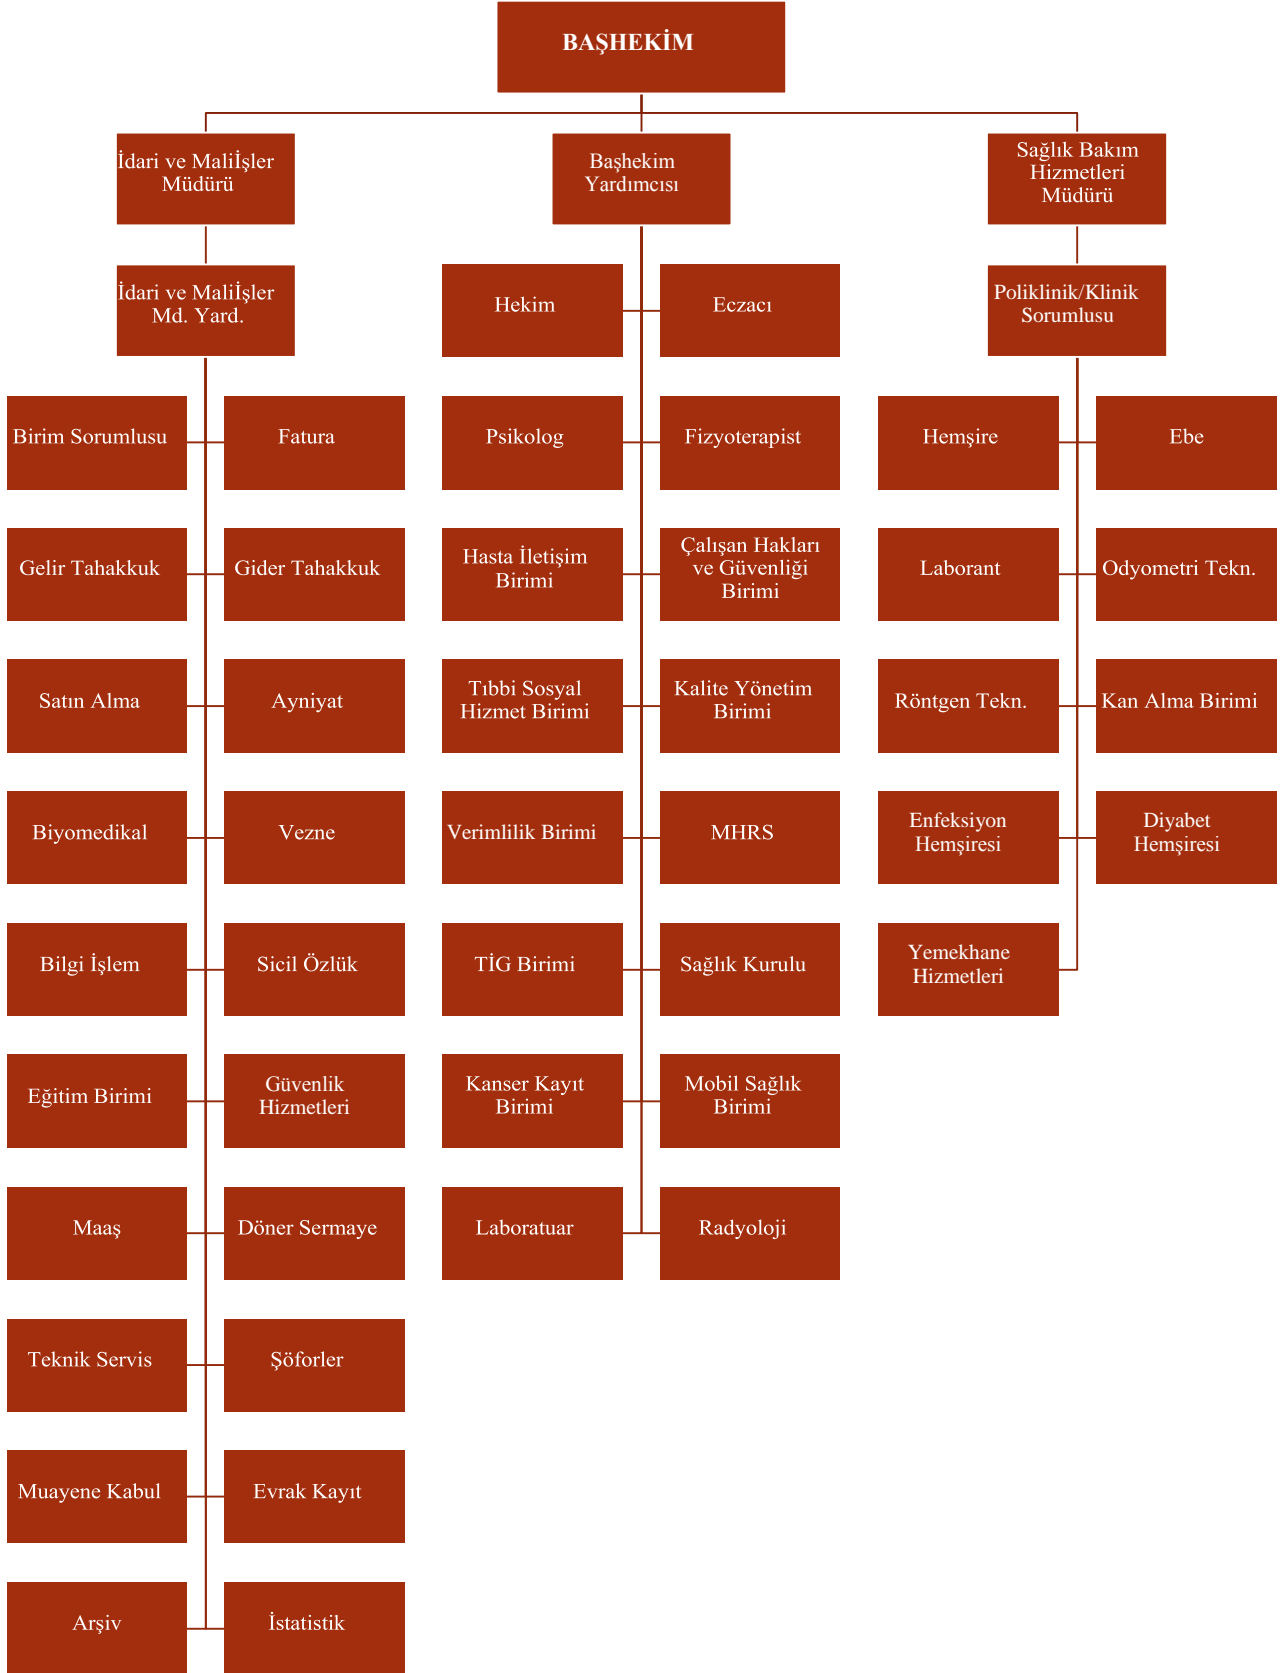 BAŞHEKİM
İdari ve Maliİşler
Müdürü
Başhekim
Yardımcısı
Sağlık Bakım
Hizmetleri
Müdürü
İdari ve Maliİşler
Md. Yard.
Hekim
Eczacı
Poliklinik/Klinik
Sorumlusu
Birim Sorumlusu
Fatura
Psikolog
Fizyoterapist
Hemşire
Ebe
Gelir Tahakkuk
Gider Tahakkuk
Hasta İletişim
Birimi
Çalışan Hakları
ve Güvenliği
Birimi
Laborant
Odyometri Tekn.
Satın Alma
Ayniyat
Tıbbi Sosyal
Hizmet Birimi
Kalite Yönetim
Birimi
Röntgen Tekn.
Kan Alma Birimi
Biyomedikal
Vezne
Verimlilik Birimi
MHRS
Enfeksiyon
Hemşiresi
Diyabet
Hemşiresi
Bilgi İşlem
Sicil Özlük
TİG Birimi
Sağlık Kurulu
Yemekhane
Hizmetleri
Eğitim Birimi
Güvenlik
Hizmetleri
Kanser Kayıt
Birimi
Mobil Sağlık
Birimi
Maaş
Döner Sermaye
Laboratuar
Radyoloji
Teknik Servis
Şöforler
Muayene Kabul
Evrak Kayıt
Arşiv
İstatistik